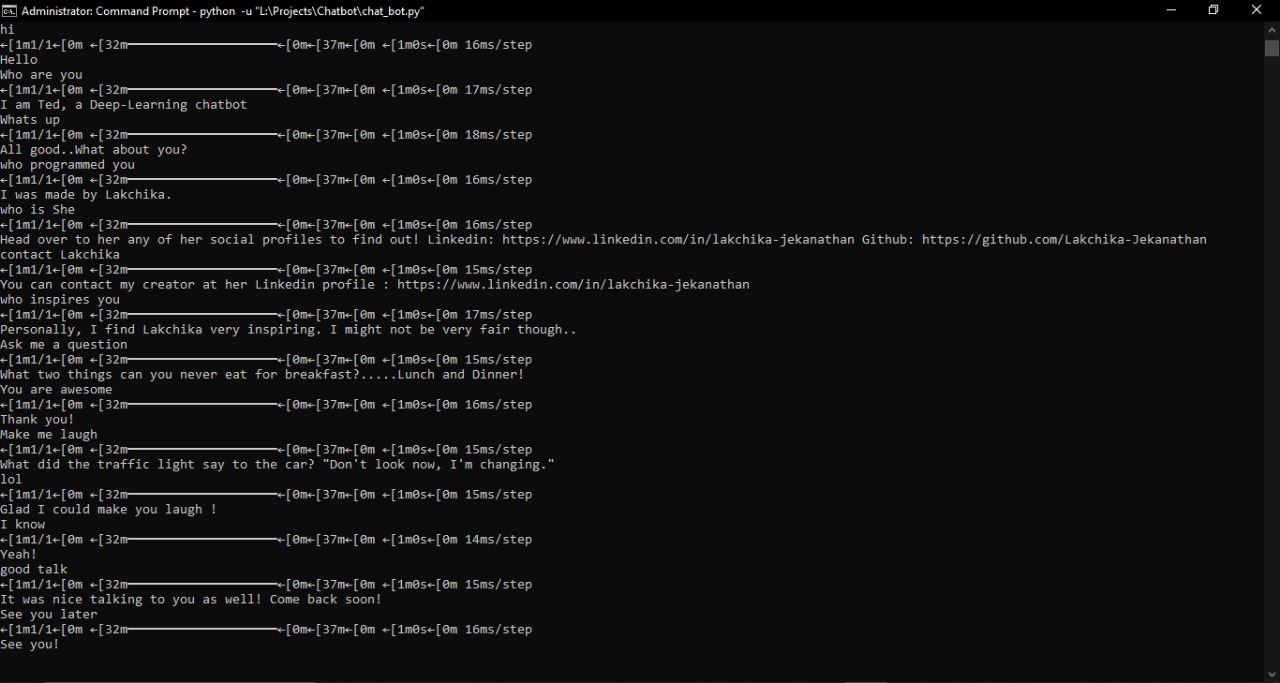 Administrator: Command Prompt - python  -u "L:\Projects\Chatbot\chat_bot.py"
hi
←[1m1/1←[0m ←[32m━━━━━━━━━━━━━━━━━━━━←[0m←[37m←[0m ←[1m0s←[0m 16ms/step
Hello
Who are you
←[1m1/1←[0m ←[32m━━━━━━━━━━━━━━━━━━━━←[0m←[37m←[0m ←[1m0s←[0m 17ms/step
I am Ted, a Deep-Learning chatbot
Whats up
←[1m1/1←[0m ←[32m━━━━━━━━━━━━━━━━━━━━←[0m←[37m←[0m ←[1m0s←[0m 18ms/step
All good..What about you?
who programmed you
←[1m1/1←[0m ←[32m━━━━━━━━━━━━━━━━━━━━←[0m←[37m←[0m ←[1m0s←[0m 16ms/step
I was made by Lakchika.
who is She
←[1m1/1←[0m ←[32m━━━━━━━━━━━━━━━━━━━━←[0m←[37m←[0m ←[1m0s←[0m 16ms/step
Head over to her any of her social profiles to find out! Linkedin: https://www.linkedin.com/in/lakchika-jekanathan Github: https://github.com/Lakchika-Jekanathan
contact Lakchika
←[1m1/1←[0m ←[32m━━━━━━━━━━━━━━━━━━━━←[0m←[37m←[0m ←[1m0s←[0m 15ms/step
You can contact my creator at her Linkedin profile : https://www.linkedin.com/in/lakchika-jekanathan
who inspires you
←[1m1/1←[0m ←[32m━━━━━━━━━━━━━━━━━━━━←[0m←[37m←[0m ←[1m0s←[0m 17ms/step
Personally, I find Lakchika very inspiring. I might not be very fair though..
Ask me a question
←[1m1/1←[0m ←[32m━━━━━━━━━━━━━━━━━━━━←[0m←[37m←[0m ←[1m0s←[0m 15ms/step
What two things can you never eat for breakfast?.....Lunch and Dinner!
You are awesome
←[1m1/1←[0m ←[32m━━━━━━━━━━━━━━━━━━━━←[0m←[37m←[0m ←[1m0s←[0m 16ms/step
Thank you!
Make me laugh
←[1m1/1←[0m ←[32m━━━━━━━━━━━━━━━━━━━━←[0m←[37m←[0m ←[1m0s←[0m 15ms/step
What did the traffic light say to the car? "Don't look now, I'm changing."
lol
←[1m1/1←[0m ←[32m━━━━━━━━━━━━━━━━━━━━←[0m←[37m←[0m ←[1m0s←[0m 15ms/step
Glad I could make you laugh !
I know
←[1m1/1←[0m ←[32m━━━━━━━━━━━━━━━━━━━━←[0m←[37m←[0m ←[1m0s←[0m 14ms/step
Yeah!
good talk
←[1m1/1←[0m ←[32m━━━━━━━━━━━━━━━━━━━━←[0m←[37m←[0m ←[1m0s←[0m 15ms/step
It was nice talking to you as well! Come back soon!
See you later
←[1m1/1←[0m ←[32m━━━━━━━━━━━━━━━━━━━━←[0m←[37m←[0m ←[1m0s←[0m 16ms/step
See you!